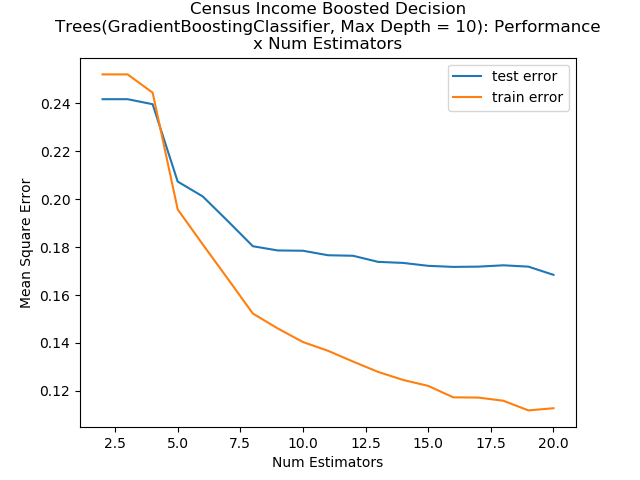 Census Income Boosted Decision
Trees(GradientBoostingClassifier, Max Depth = 10): Performance
x Num Estimators
test error
train error
Mean Square Error
0.24
0.22
0.20
0.18
0.16
0.14
0.12
2.5
5.0
7.5
10.0
12.5
15.0
17.5
20.0
Num Estimators